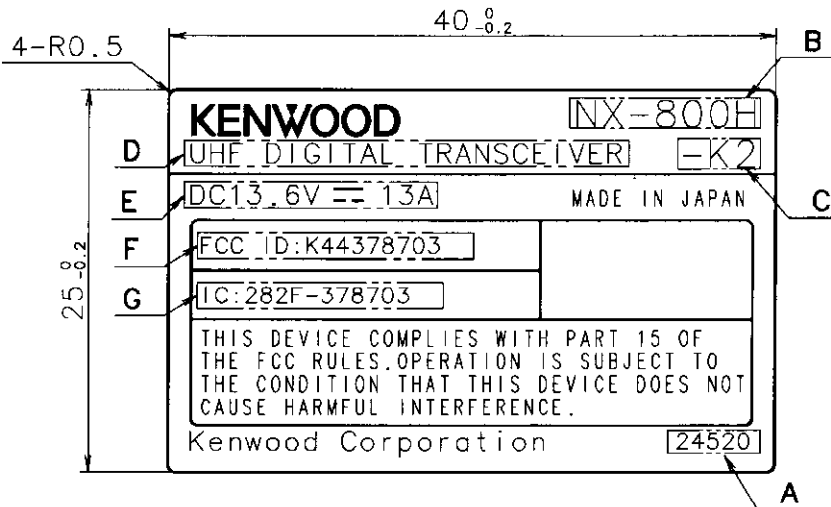 40 0 -0.2
4-R0.5
B
KENWOOD
NX-800H
D
UHF DIGITAL TRANSCEIVER
-K2
E
DC13.6V ⎓ 13A
MADE IN JAPAN
C
F
FCC ID:K44378703
25 0 -0.2
G
IC:282F-378703
THIS DEVICE COMPLIES WITH PART 15 OF
THE FCC RULES.OPERATION IS SUBJECT TO
THE CONDITION THAT THIS DEVICE DOES NOT
CAUSE HARMFUL INTERFERENCE.
Kenwood Corporation
24520
A